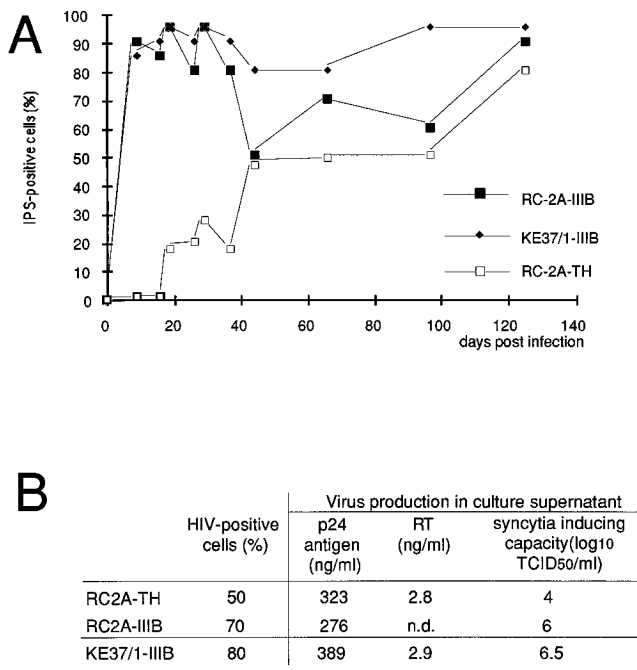 A
IPS-positive cells (%)
100
90
80
70
60
50
40
30
20
10
0
0 20 40 60 80 100 120 140
days post infection
RC-2A-IIIB
KE37/1-IIIB
RC-2A-TH
B
Virus production in culture supernatant
HIV-positive cells (%)
p24 antigen (ng/ml)
RT (ng/ml)
syncytia inducing capacity(log10 TCID50/ml)
RC2A-TH 50 323 2.8 4
RC2A-IIIB 70 276 n.d. 6
KE37/1-IIIB 80 389 2.9 6.5